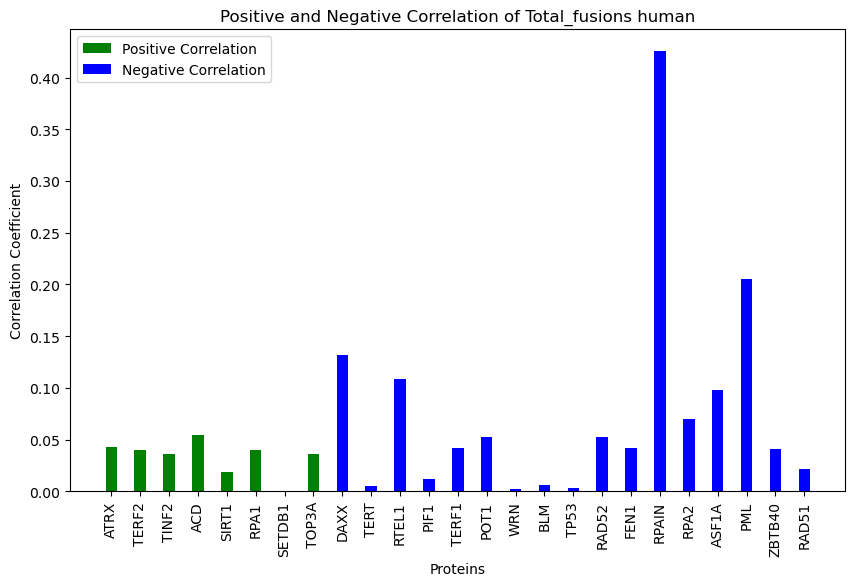 Positive and Negative Correlation of Total_fusions human
Positive Correlation
Negative Correlation
Correlation Coefficient
0.40
0.35
0.30
0.25
0.20
0.15
0.10
0.05
0.00
ATRX
TERF2
TINF2
ACD
SIRT1
RPA1
SETDB1
TOP3A
DAXX
TERT
RTEL1
PIF1
TERF1
POT1
WRN
BLM
TP53
RAD52
FEN1
RPAIN
RPA2
ASF1A
PML
ZBTB40
RAD51
Proteins